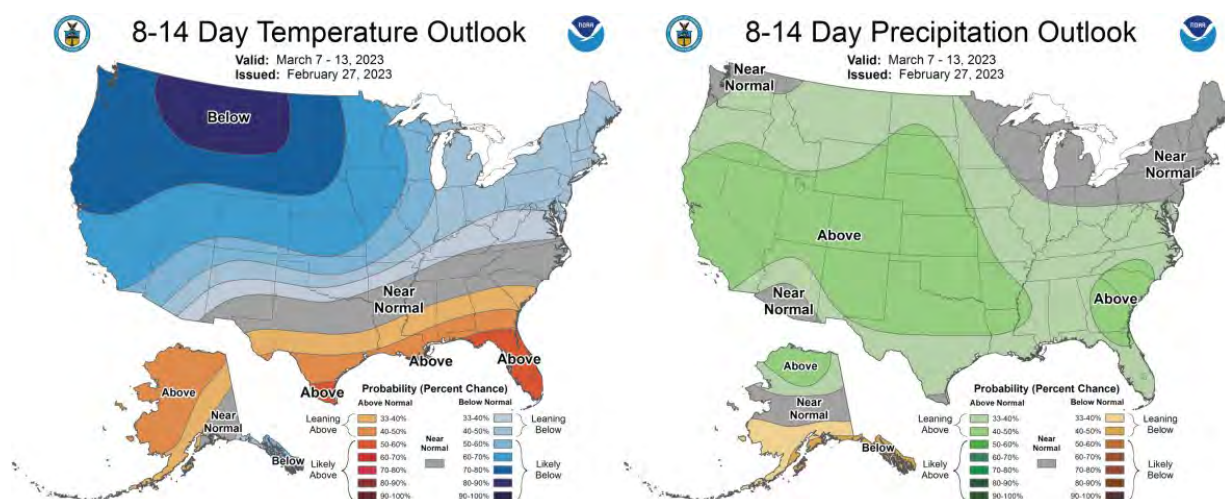 8-14 Day Temperature Outlook
Valid: March 7 - 13, 2023
Issued: February 27, 2023
Below
Near
Normal
Above
Above
Above
Above
Near
Normal
Below
Probability (Percent Chance)
Above Normal
Below Normal
Leaning
Above
33-40%
40-50%
Likely
Above
50-60%
60-70%
70-80%
80-90%
90-100%
Near
Normal
33-40%
40-50%
Leaning
Below
50-60%
60-70%
70-80%
80-90%
90-100%
Likely
Below
8-14 Day Precipitation Outlook
Valid: March 7 - 13, 2023
Issued: February 27, 2023
Near
Normal
Near
Normal
Above
Near
Normal
Above
Above
Near
Normal
Below
Probability (Percent Chance)
Above Normal
Below Normal
Leaning
Above
33-40%
40-50%
Likely
Above
50-60%
60-70%
70-80%
80-90%
90-100%
Near
Normal
33-40%
40-50%
Leaning
Below
50-60%
60-70%
70-80%
80-90%
90-100%
Likely
Below